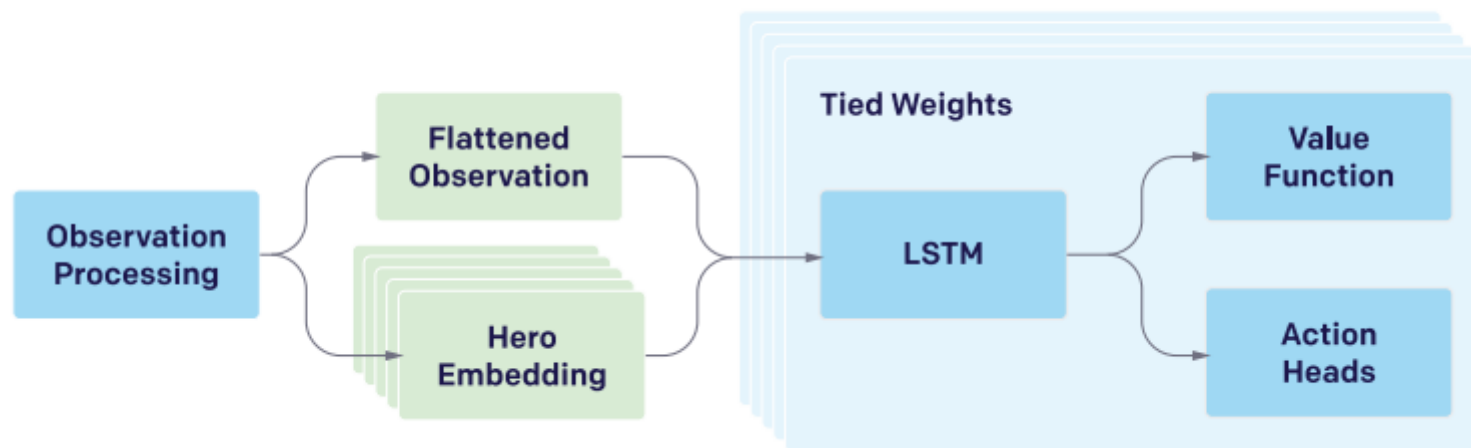 Observation
Processing
Flattened
Observation
Hero
Embedding
Tied Weights
LSTM
Value
Function
Action
Heads